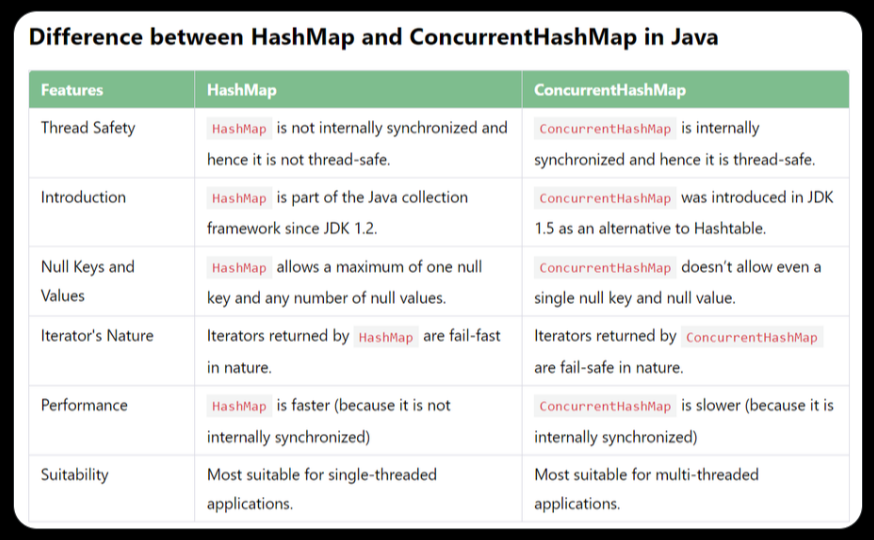 Difference between HashMap and ConcurrentHashMap in Java
Features HashMap ConcurrentHashMap
Thread Safety
HashMap is not internally synchronized and
hence it is not thread-safe.
ConcurrentHashMap is internally
synchronized and hence it is thread-safe.
Introduction
HashMap is part of the Java collection
framework since JDK 1.2.
ConcurrentHashMap was introduced in JDK
1.5 as an alternative to Hashtable.
Null Keys and
Values
HashMap allows a maximum of one null
key and any number of null values.
ConcurrentHashMap doesn't allow even a
single null key and null value.
Iterator's Nature
Iterators returned by HashMap are fail-fast
in nature.
Iterators returned by ConcurrentHashMap
are fail-safe in nature.
Performance
HashMap is faster (because it is not
internally synchronized)
ConcurrentHashMap is slower (because it is
internally synchronized)
Suitability
Most suitable for single-threaded
applications.
Most suitable for multi-threaded
applications.